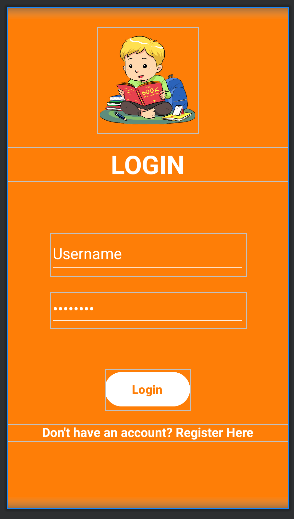 LOGIN
Username
••••••••
Login
Don't have an account? Register Here